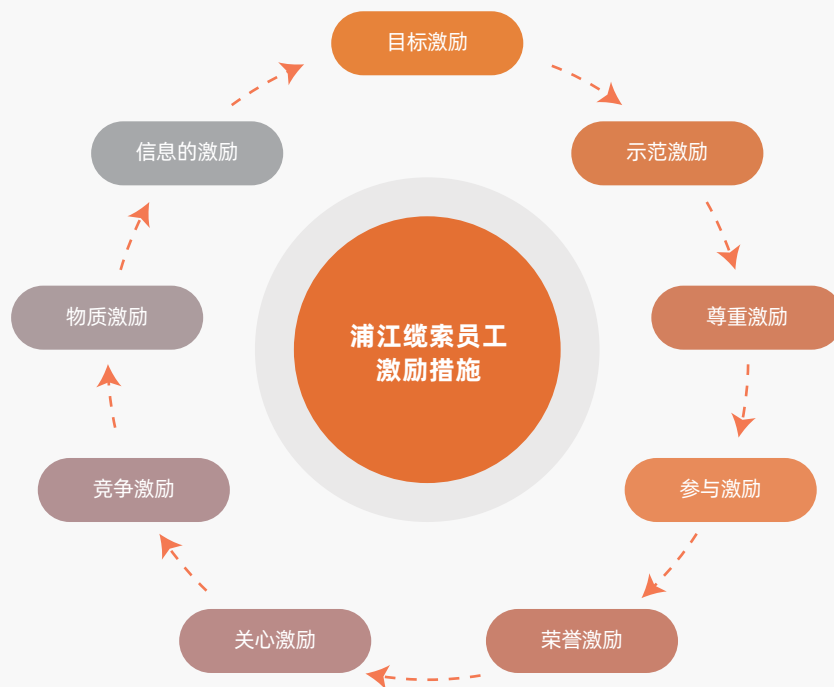 目标激励
示范激励
尊重激励
参与激励
荣誉激励
关心激励
竞争激励
物质激励
信息的激励
浦江缆索员工
激励措施